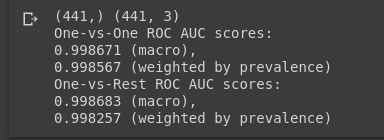 (441,) (441, 3)
One-vs-One ROC AUC scores:
0.998671 (macro),
0.998567 (weighted by prevalence)
One-vs-Rest ROC AUC scores:
0.998683 (macro),
0.998257 (weighted by prevalence)